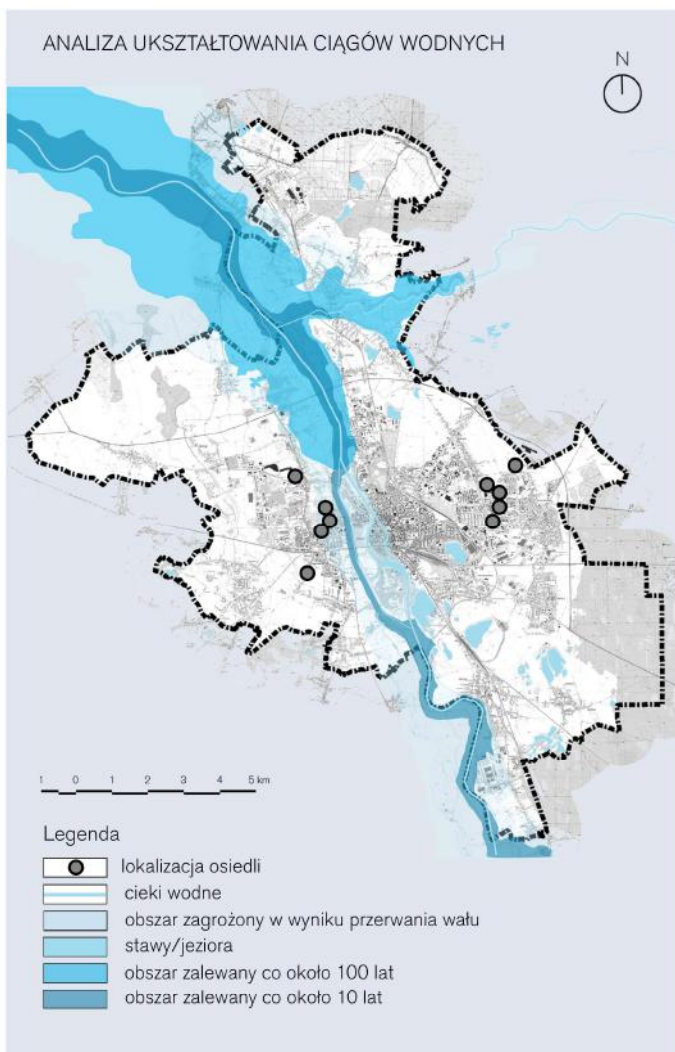 ANALIZA UKSZTAŁTOWANIA CIĄGÓW WODNYCH
N
1 0 1 2 3 4 5 km
Legenda
lokalizacja osiedli
cieki wodne
obszar zagrożony w wyniku przerwania wału
stawy/jeziora
obszar zalewany co około 100 lat
obszar zalewany co około 10 lat